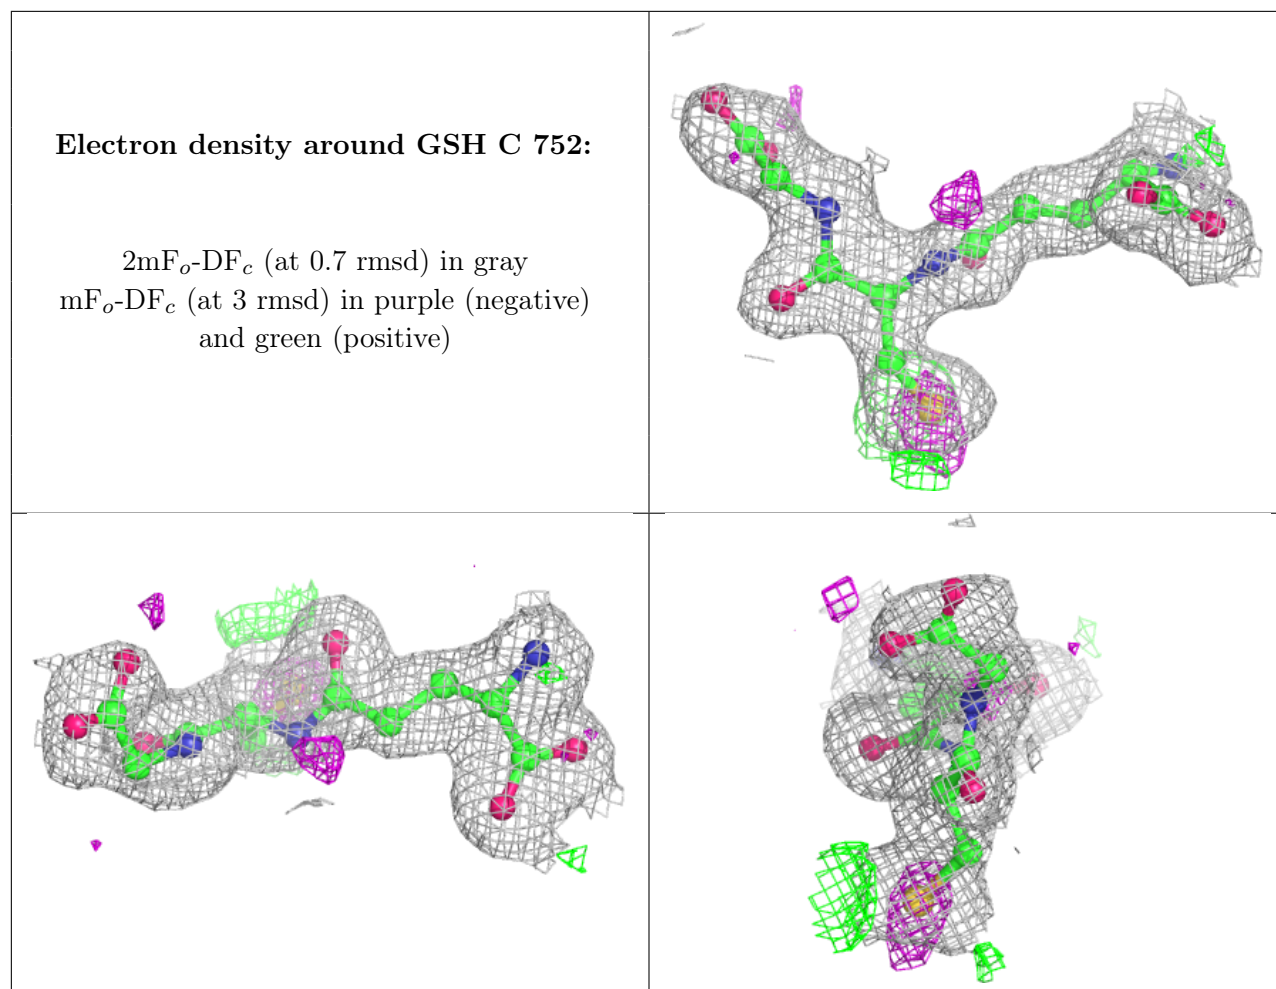 Electron density around GSH C 752:
2mFo-DFc (at 0.7 rmsd) in gray
mFo-DFc (at 3 rmsd) in purple (negative)
and green (positive)